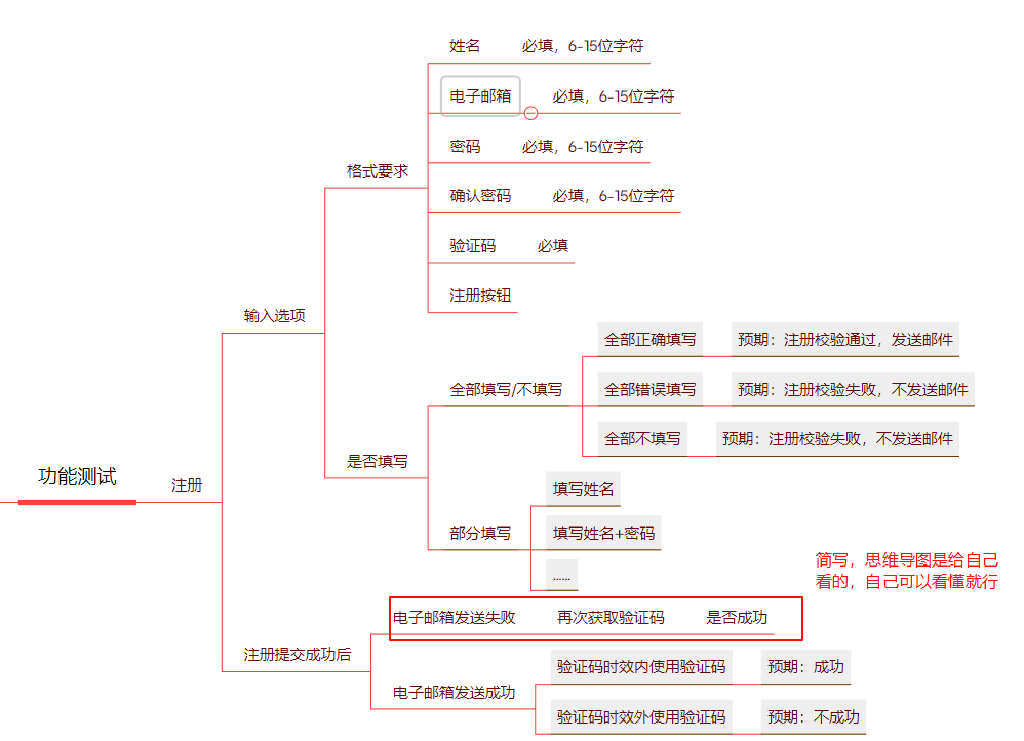 姓名 必填，6-15位字符
电子邮箱 必填，6-15位字符
密码 必填，6-15位字符
格式要求
确认密码 必填，6-15位字符
验证码 必填
注册按钮
输入选项
全部正确填写 预期：注册校验通过，发送邮件
全部填写/不填写
全部错误填写 预期：注册校验失败，不发送邮件
全部不填写 预期：注册校验失败，不发送邮件
是否填写
功能测试
注册
填写姓名
部分填写
填写姓名+密码
......
简写，思维导图是给自己
看的，自己可以看懂就行
电子邮箱发送失败 再次获取验证码 是否成功
注册提交成功后
验证码时效内使用验证码 预期：成功
电子邮箱发送成功
验证码时效外使用验证码 预期：不成功